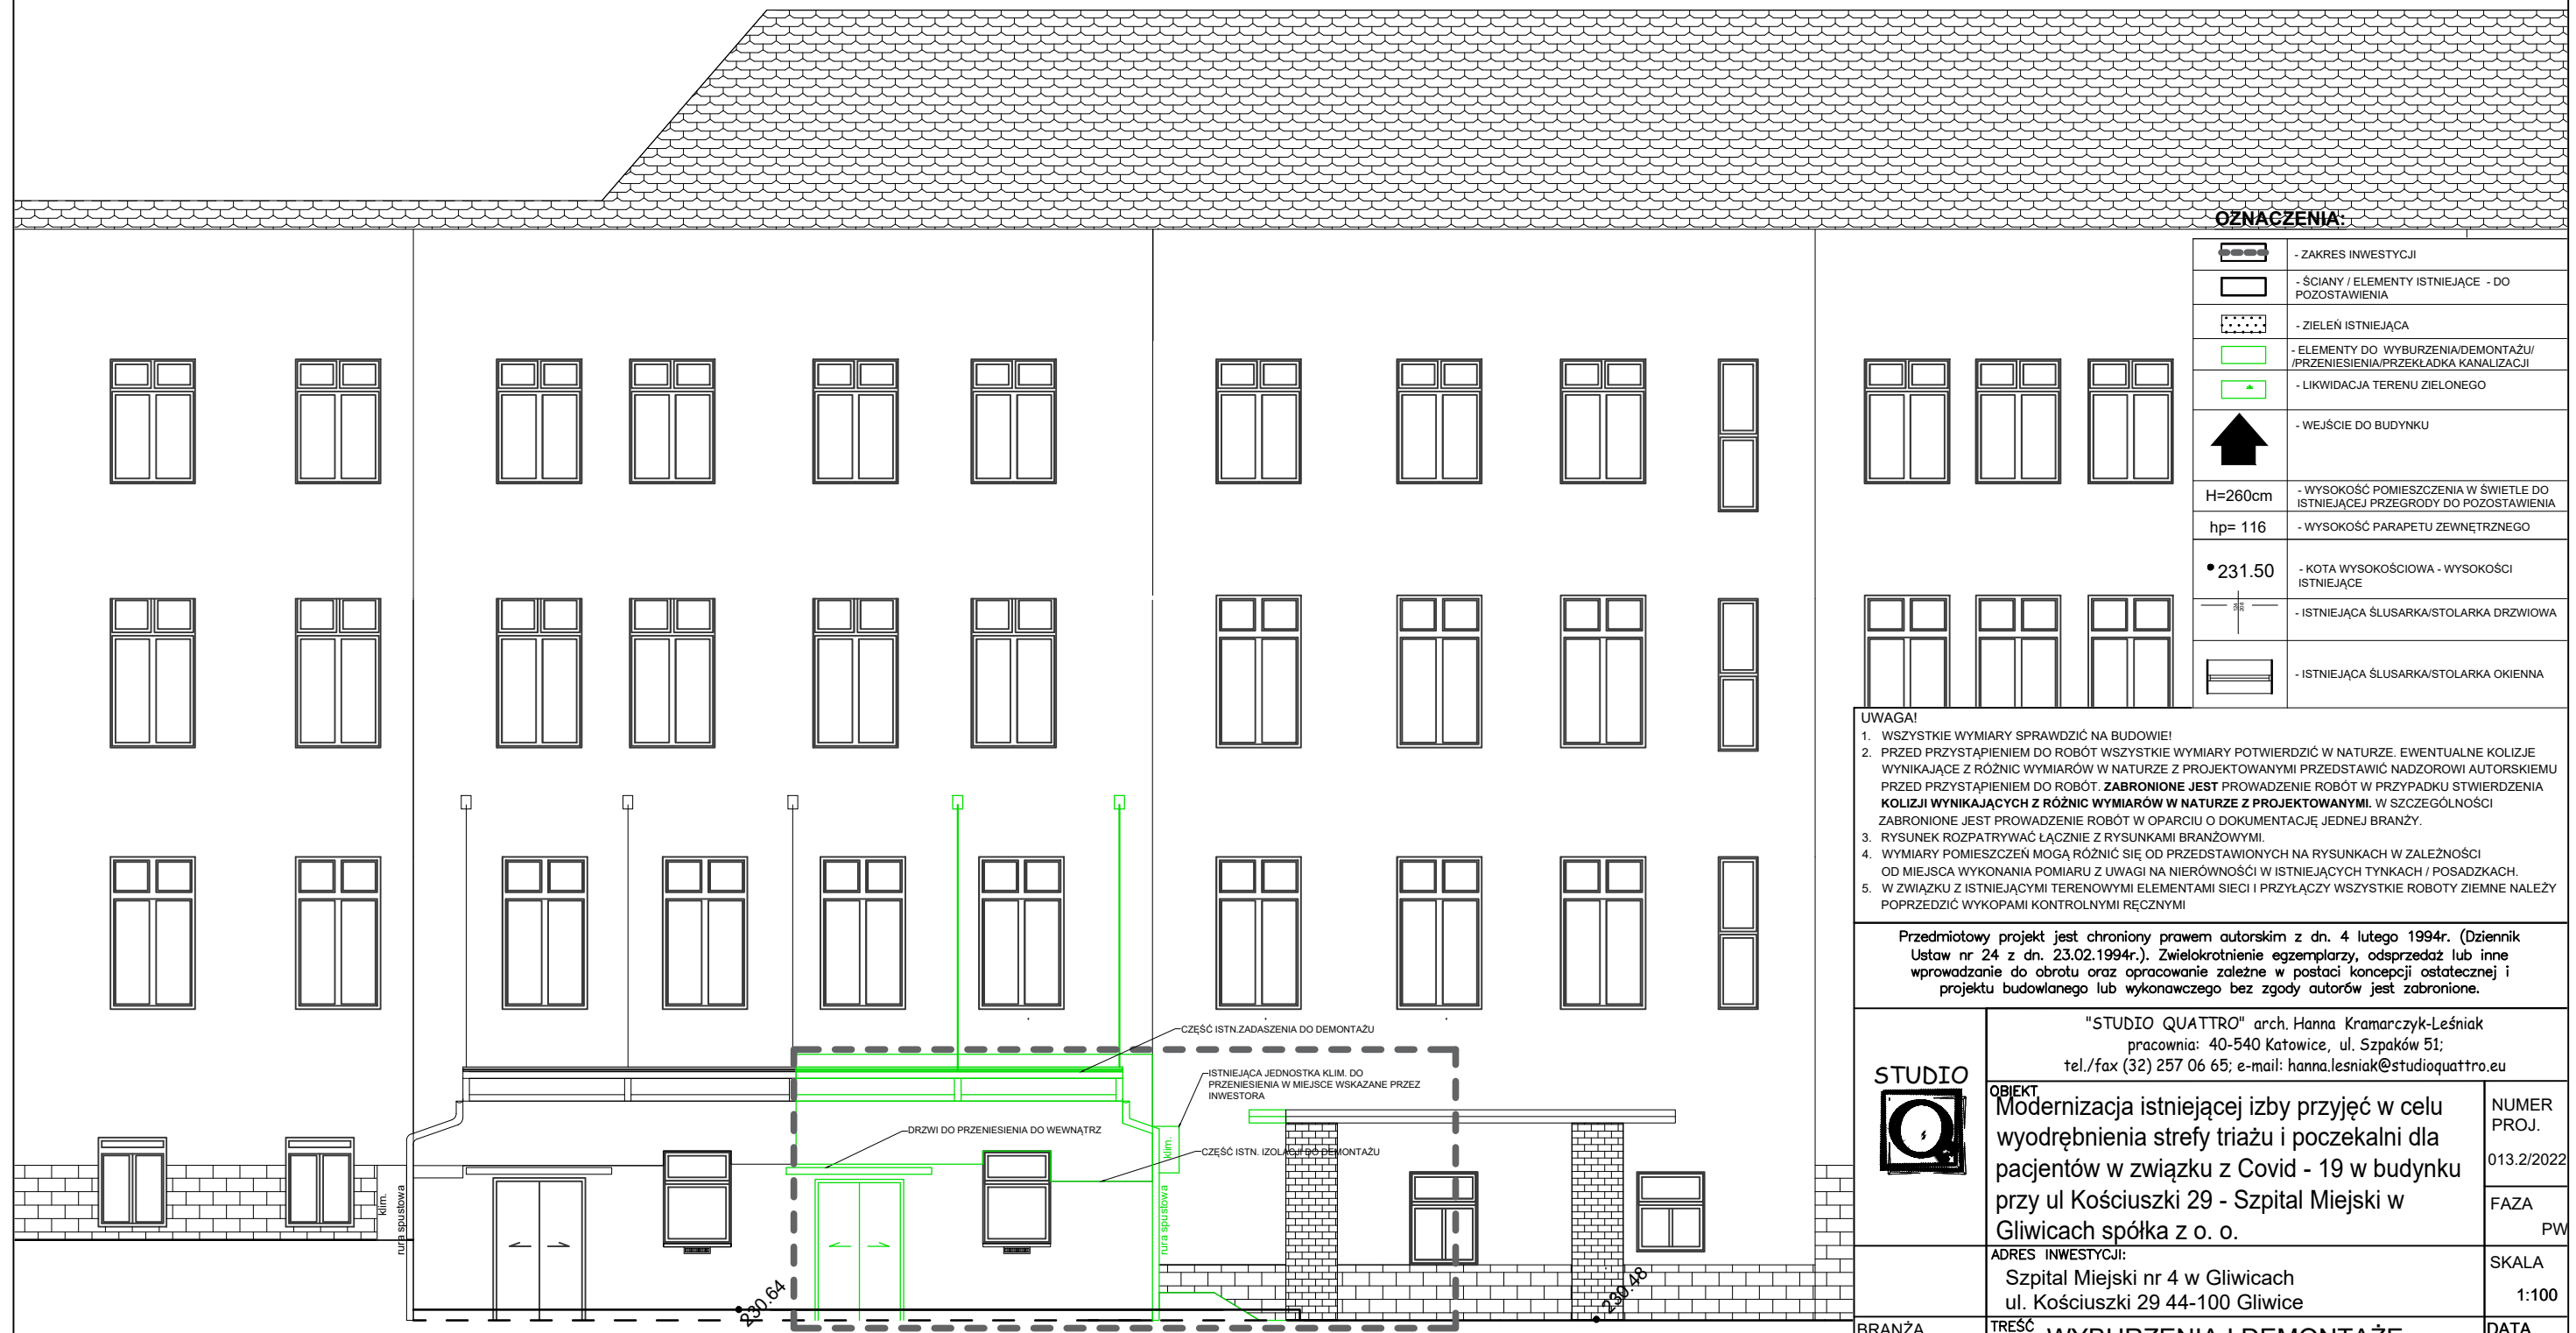 OZNACZENIA:
- ZAKRES INWESTYCJI
- ŚCIANY / ELEMENTY ISTNIEJĄCE - DO
POZOSTAWIENIA
- ZIELEŃ ISTNIEJĄCA
- ELEMENTY DO WYBURZENIA/DEMONTAŻU/
/PRZENIESIENIA/PRZEKŁADKA KANALIZACJI
- LIKWIDACJA TERENU ZIELONEGO
- WEJŚCIE DO BUDYNKU
H=260cm - WYSOKOŚĆ POMIESZCZENIA W ŚWIETLE DO
ISTNIEJĄCEJ PRZEGRODY DO POZOSTAWIENIA
hp= 116 - WYSOKOŚĆ PARAPETU ZEWNĘTRZNEGO
231.50 - KOTA WYSOKOŚCIOWA - WYSOKOŚCI
ISTNIEJĄCE
- ISTNIEJĄCA ŚLUSARKA/STOLARKA DRZWIOWA
- ISTNIEJĄCA ŚLUSARKA/STOLARKA OKIENNA
UWAGA!
1. WSZYSTKIE WYMIARY SPRAWDZIĆ NA BUDOWIE!
2. PRZED PRZYSTĄPIENIEM DO ROBÓT WSZYSTKIE WYMIARY POTWIERDZIĆ W NATURZE. EWENTUALNE KOLIZJE
WYNIKAJĄCE Z RÓŻNIC WYMIARÓW W NATURZE Z PROJEKTOWANYMI PRZEDSTAWIĆ NADZOROWI AUTORSKIEMU
PRZED PRZYSTĄPIENIEM DO ROBÓT. ZABRONIONE JEST PROWADZENIE ROBÓT W PRZYPADKU STWIERDZENIA
KOLIZJI WYNIKAJĄCYCH Z RÓŻNIC WYMIARÓW W NATURZE Z PROJEKTOWANYMI. W SZCZEGÓLNOŚCI
ZABRONIONE JEST PROWADZENIE ROBÓT W OPARCIU O DOKUMENTACJĘ JEDNEJ BRANŻY.
3. RYSUNEK ROZPATRYWAĆ ŁĄCZNIE Z RYSUNKAMI BRANŻOWYMI.
4. WYMIARY POMIESZCZEŃ MOGĄ RÓŻNIĆ SIĘ OD PRZEDSTAWIONYCH NA RYSUNKACH W ZALEŻNOŚCI
OD MIEJSCA WYKONANIA POMIARU Z UWAGI NA NIERÓWNOŚĆI W ISTNIEJĄCYCH TYNKACH / POSADZKACH.
5. W ZWIĄZKU Z ISTNIEJĄCYMI TERENOWYMI ELEMENTAMI SIECI I PRZYŁĄCZY WSZYSTKIE ROBOTY ZIEMNE NALEŻY
POPRZEDZIĆ WYKOPAMI KONTROLNYMI RĘCZNYMI
Przedmiotowy projekt jest chroniony prawem autorskim z dn. 4 lutego 1994r. (Dziennik
Ustaw nr 24 z dn. 23.02.1994r.). Zwielokrotnienie egzemplarzy, odsprzedaż lub inne
wprowadzanie do obrotu oraz opracowanie zależne w postaci koncepcji ostatecznej i
projektu budowlanego lub wykonawczego bez zgody autorów jest zabronione.
"STUDIO QUATTRO" arch. Hanna Kramarczyk-Leśniak
pracownia: 40-540 Katowice, ul. Szpaków 51;
tel./fax (32) 257 06 65; e-mail: hanna.lesniak@studioquattro.eu
STUDIO
Q
OBIEKT
Modernizacja istniejącej izby przyjęć w celu
wyodrębnienia strefy triażu i poczekalni dla
pacjentów w związku z Covid - 19 w budynku
przy ul Kościuszki 29 - Szpital Miejski w
Gliwicach spółka z o. o.
NUMER
PROJ.
013.2/2022
FAZA
PW
ADRES INWESTYCJI:
Szpital Miejski nr 4 w Gliwicach
ul. Kościuszki 29 44-100 Gliwice
SKALA
1:100
BRANŻA
TREŚĆ WYBURZENIA I DEMONTAŻE
DATA
CZĘŚĆ ISTN.ZADASZENIA DO DEMONTAŻU
ISTNIEJĄCA JEDNOSTKA KLIM. DO
PRZENIESIENIA W MIEJSCE WSKAZANE PRZEZ
INWESTORA
DRZWI DO PRZENIESIENIA DO WEWNĄTRZ
CZĘŚĆ ISTN. IZOLACJI DO DEMONTAŻU
klim.
rura spustowa
klim.
rura spustowa
230.64
230.48